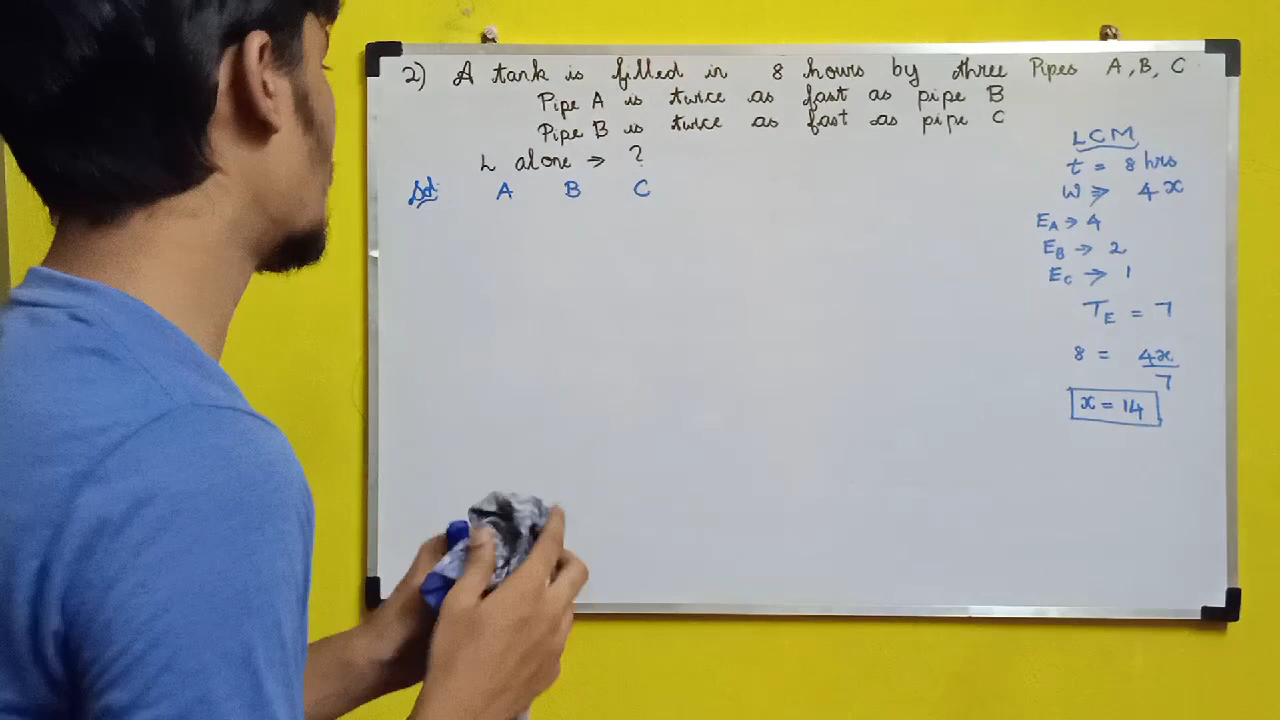 2) A tank is filled in 8 hours by three Pipes A, B, C
Pipe A is twice as fast as pipe B
Pipe B is twice as fast as pipe C
L alone → ?
Sol: A B C
LCM
t = 8 hrs
W ⇒ 4x
E_A → 4
E_B → 2
E_C → 1
T_E = 7
8 = 4x/7
x = 14